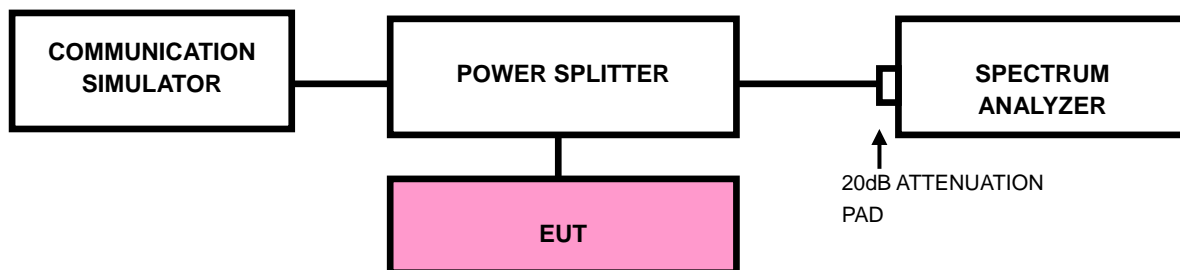 COMMUNICATION
SIMULATOR
POWER SPLITTER
SPECTRUM
ANALYZER
20dB ATTENUATION
PAD
EUT